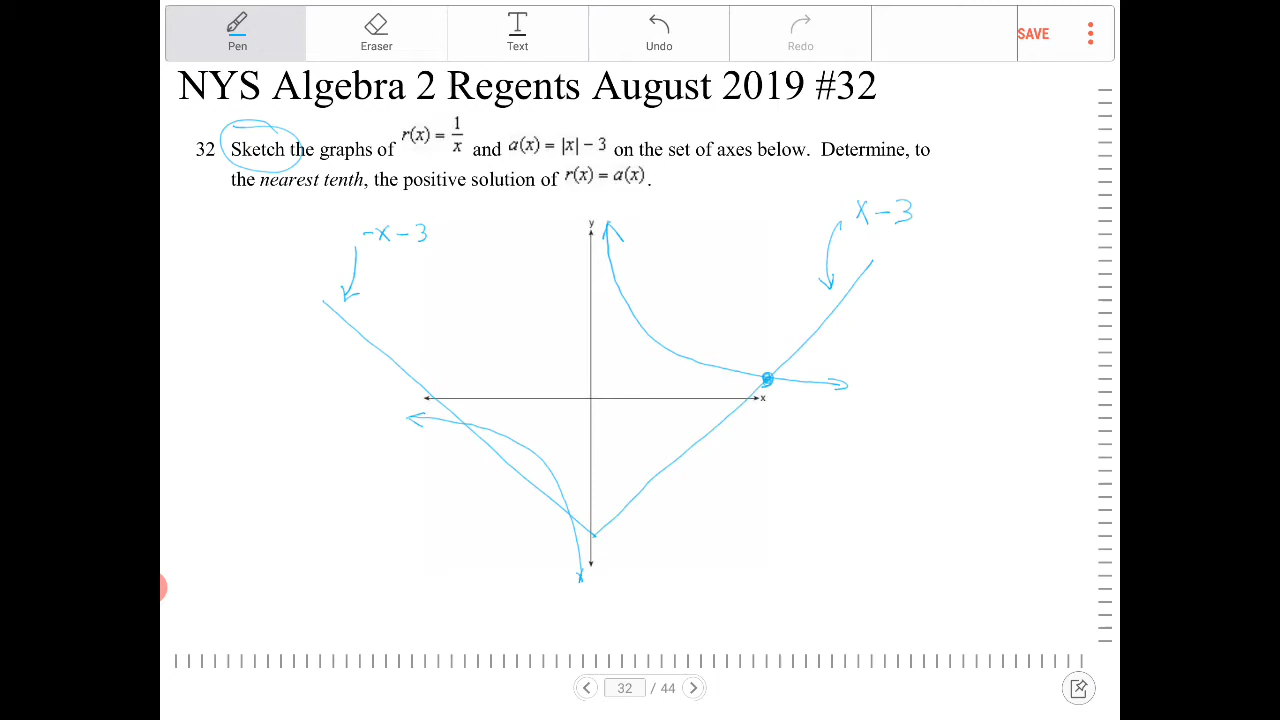 Pen Eraser Text Undo Redo SAVE
NYS Algebra 2 Regents August 2019 #32
32 Sketch the graphs of r(x) = 1/x and a(x) = |x| − 3 on the set of axes below. Determine, to
the nearest tenth, the positive solution of r(x) = a(x).
x − 3
y
-x − 3
x
32 / 44